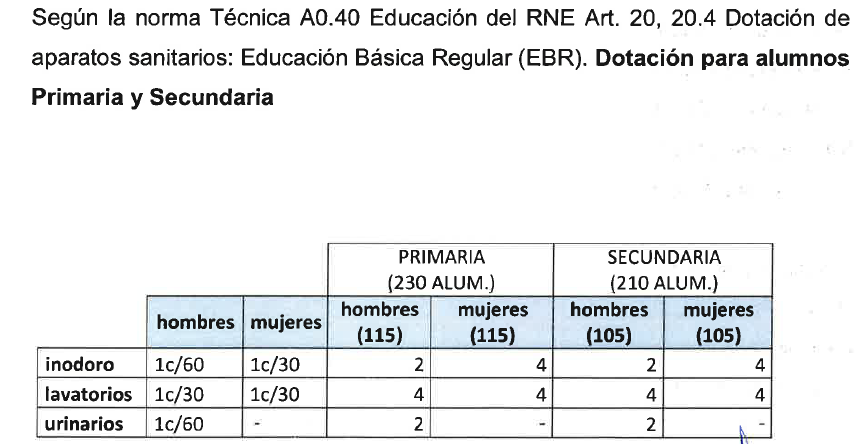 Según la norma Técnica A0.40 Educación del RNE Art. 20, 20.4 Dotación de
aparatos sanitarios: Educación Básica Regular (EBR). Dotación para alumnos
Primaria y Secundaria
PRIMARIA SECUNDARIA
(230 ALUM.) (210 ALUM.)
hombres mujeres hombres mujeres hombres mujeres
(115) (115) (105) (105)
inodoro 1c/60 1c/30 2 4 2 4
lavatorios 1c/30 1c/30 4 4 4 4
urinarios 1c/60 - 2 - 2 -